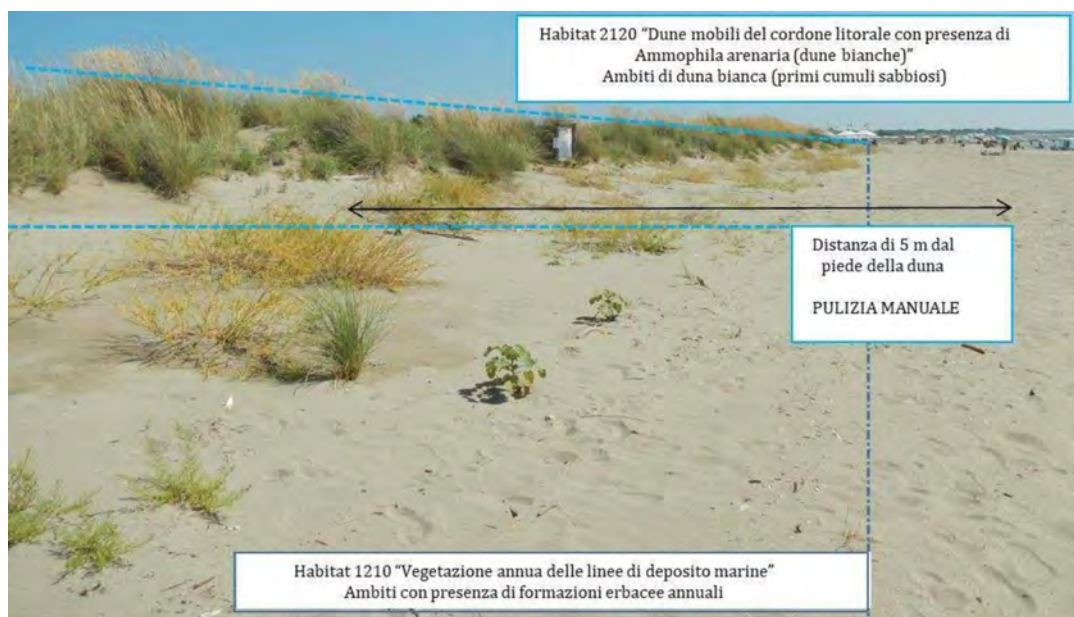 Habitat 2120 “Dune mobili del cordone litorale con presenza di
Ammophila arenaria (dune bianche)”
Ambiti di duna bianca (primi cumuli sabbiosi)
Distanza di 5 m dal
piede della duna
PULIZIA MANUALE
Habitat 1210 “Vegetazione annua delle linee di deposito marine”
Ambiti con presenza di formazioni erbacee annuali